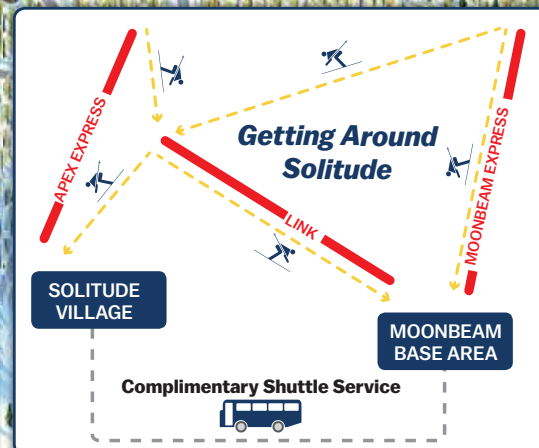 APEX EXPRESS
Getting Around
Solitude
MOONBEAM EXPRESS
LINK
SOLITUDE
VILLAGE
MOONBEAM
BASE AREA
Complimentary Shuttle Service